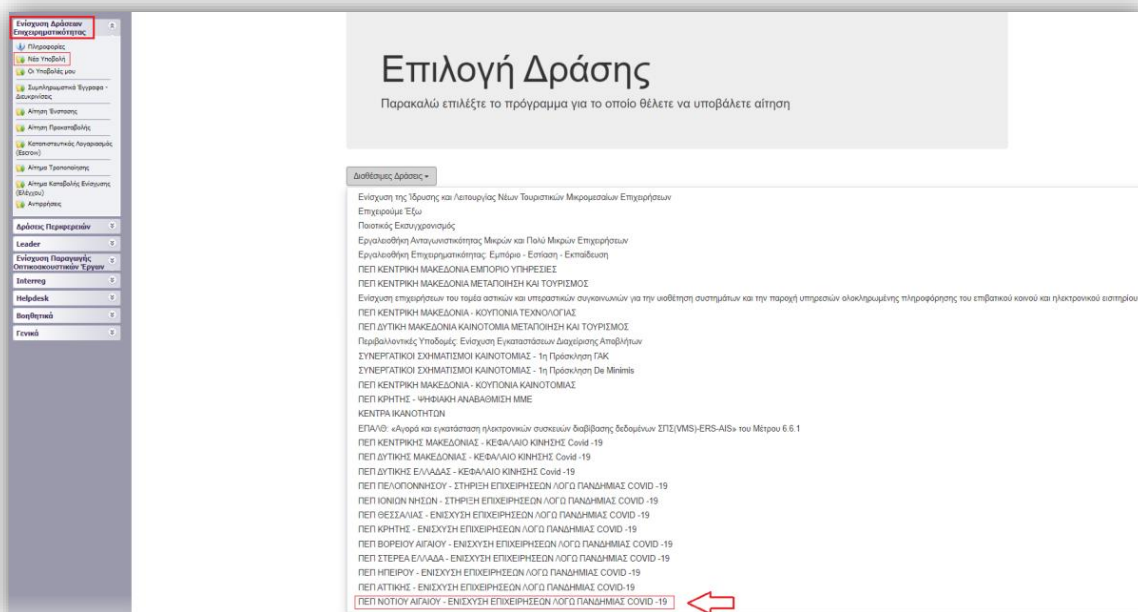 Ενίσχυση Δράσεων
Επιχειρηματικότητας
Πληροφορίες
Νέα Υποβολή
Οι Υποβολές μου
Συμπληρωματικά Έγγραφα -
Διευκρινίσεις
Αίτηση Ένστασης
Αίτηση Προκαταβολής
Καταπιστευτικός Λογαριασμός
(Escrow)
Αίτημα Τροποποίησης
Αίτημα Καταβολής Ενίσχυσης
(Ελέγχου)
Αντιρρήσεις
Δράσεις Περιφερειών
Leader
Ενίσχυση Παραγωγής
Οπτικοακουστικών Έργων
Interreg
Helpdesk
Βοηθητικά
Γενικά
Επιλογή Δράσης
Παρακαλώ επιλέξτε το πρόγραμμα για το οποίο θέλετε να υποβάλετε αίτηση
Διαθέσιμες Δράσεις
Ενίσχυση της Ίδρυσης και Λειτουργίας Νέων Τουριστικών Μικρομεσαίων Επιχειρήσεων
Επιχειρούμε Έξω
Ποιοτικός Εκσυγχρονισμός
Εργαλειοθήκη Ανταγωνιστικότητας Μικρών και Πολύ Μικρών Επιχειρήσεων
Εργαλειοθήκη Επιχειρηματικότητας: Εμπόριο - Εστίαση - Εκπαίδευση
ΠΕΠ ΚΕΝΤΡΙΚΗ ΜΑΚΕΔΟΝΙΑ ΕΜΠΟΡΙΟ ΥΠΗΡΕΣΙΕΣ
ΠΕΠ ΚΕΝΤΡΙΚΗ ΜΑΚΕΔΟΝΙΑ ΜΕΤΑΠΟΙΗΣΗ ΚΑΙ ΤΟΥΡΙΣΜΟΣ
Ενίσχυση επιχειρήσεων του τομέα αστικών και υπεραστικών συγκοινωνιών για την υιοθέτηση συστημάτων και την παροχή υπηρεσιών ολοκληρωμένης πληροφόρησης του επιβατικού κοινού και ηλεκτρονικού εισιτηρίου
ΠΕΠ ΚΕΝΤΡΙΚΗ ΜΑΚΕΔΟΝΙΑ - ΚΟΥΠΟΝΙΑ ΤΕΧΝΟΛΟΓΙΑΣ
ΠΕΠ ΔΥΤΙΚΗ ΜΑΚΕΔΟΝΙΑ ΚΑΙΝΟΤΟΜΙΑ ΜΕΤΑΠΟΙΗΣΗ ΚΑΙ ΤΟΥΡΙΣΜΟΣ
Περιβαλλοντικές Υποδομές: Ενίσχυση Εγκαταστάσεων Διαχείρισης Αποβλήτων
ΣΥΝΕΡΓΑΤΙΚΟΙ ΣΧΗΜΑΤΙΣΜΟΙ ΚΑΙΝΟΤΟΜΙΑΣ - 1η Πρόσκληση ΓΑΚ
ΣΥΝΕΡΓΑΤΙΚΟΙ ΣΧΗΜΑΤΙΣΜΟΙ ΚΑΙΝΟΤΟΜΙΑΣ - 1η Πρόσκληση De Minimis
ΠΕΠ ΚΕΝΤΡΙΚΗ ΜΑΚΕΔΟΝΙΑ - ΚΟΥΠΟΝΙΑ ΚΑΙΝΟΤΟΜΙΑΣ
ΠΕΠ ΚΡΗΤΗΣ - ΨΗΦΙΑΚΗ ΑΝΑΒΑΘΜΙΣΗ ΜΜΕ
ΚΕΝΤΡΑ ΙΚΑΝΟΤΗΤΩΝ
ΕΠΑΛΘ: «Αγορά και εγκατάσταση ηλεκτρονικών συσκευών διαβίβασης δεδομένων ΣΠΣ(VMS)-ERS-AIS» του Μέτρου 6.6.1
ΠΕΠ ΚΕΝΤΡΙΚΗΣ ΜΑΚΕΔΟΝΙΑΣ - ΚΕΦΑΛΑΙΟ ΚΙΝΗΣΗΣ Covid -19
ΠΕΠ ΔΥΤΙΚΗΣ ΜΑΚΕΔΟΝΙΑΣ - ΚΕΦΑΛΑΙΟ ΚΙΝΗΣΗΣ Covid -19
ΠΕΠ ΔΥΤΙΚΗΣ ΕΛΛΑΔΑΣ - ΚΕΦΑΛΑΙΟ ΚΙΝΗΣΗΣ Covid -19
ΠΕΠ ΠΕΛΟΠΟΝΝΗΣΟΥ - ΣΤΗΡΙΞΗ ΕΠΙΧΕΙΡΗΣΕΩΝ ΛΟΓΩ ΠΑΝΔΗΜΙΑΣ COVID -19
ΠΕΠ ΙΟΝΙΩΝ ΝΗΣΩΝ - ΣΤΗΡΙΞΗ ΕΠΙΧΕΙΡΗΣΕΩΝ ΛΟΓΩ ΠΑΝΔΗΜΙΑΣ COVID -19
ΠΕΠ ΘΕΣΣΑΛΙΑΣ - ΕΝΙΣΧΥΣΗ ΕΠΙΧΕΙΡΗΣΕΩΝ ΛΟΓΩ ΠΑΝΔΗΜΙΑΣ COVID -19
ΠΕΠ ΚΡΗΤΗΣ - ΕΝΙΣΧΥΣΗ ΕΠΙΧΕΙΡΗΣΕΩΝ ΛΟΓΩ ΠΑΝΔΗΜΙΑΣ COVID -19
ΠΕΠ ΒΟΡΕΙΟΥ ΑΙΓΑΙΟΥ - ΕΝΙΣΧΥΣΗ ΕΠΙΧΕΙΡΗΣΕΩΝ ΛΟΓΩ ΠΑΝΔΗΜΙΑΣ COVID -19
ΠΕΠ ΣΤΕΡΕΑ ΕΛΛΑΔΑ - ΕΝΙΣΧΥΣΗ ΕΠΙΧΕΙΡΗΣΕΩΝ ΛΟΓΩ ΠΑΝΔΗΜΙΑΣ COVID -19
ΠΕΠ ΗΠΕΙΡΟΥ - ΕΝΙΣΧΥΣΗ ΕΠΙΧΕΙΡΗΣΕΩΝ ΛΟΓΩ ΠΑΝΔΗΜΙΑΣ COVID -19
ΠΕΠ ΑΤΤΙΚΗΣ - ΕΝΙΣΧΥΣΗ ΕΠΙΧΕΙΡΗΣΕΩΝ ΛΟΓΩ ΠΑΝΔΗΜΙΑΣ COVID-19
ΠΕΠ ΝΟΤΙΟΥ ΑΙΓΑΙΟΥ - ΕΝΙΣΧΥΣΗ ΕΠΙΧΕΙΡΗΣΕΩΝ ΛΟΓΩ ΠΑΝΔΗΜΙΑΣ COVID -19